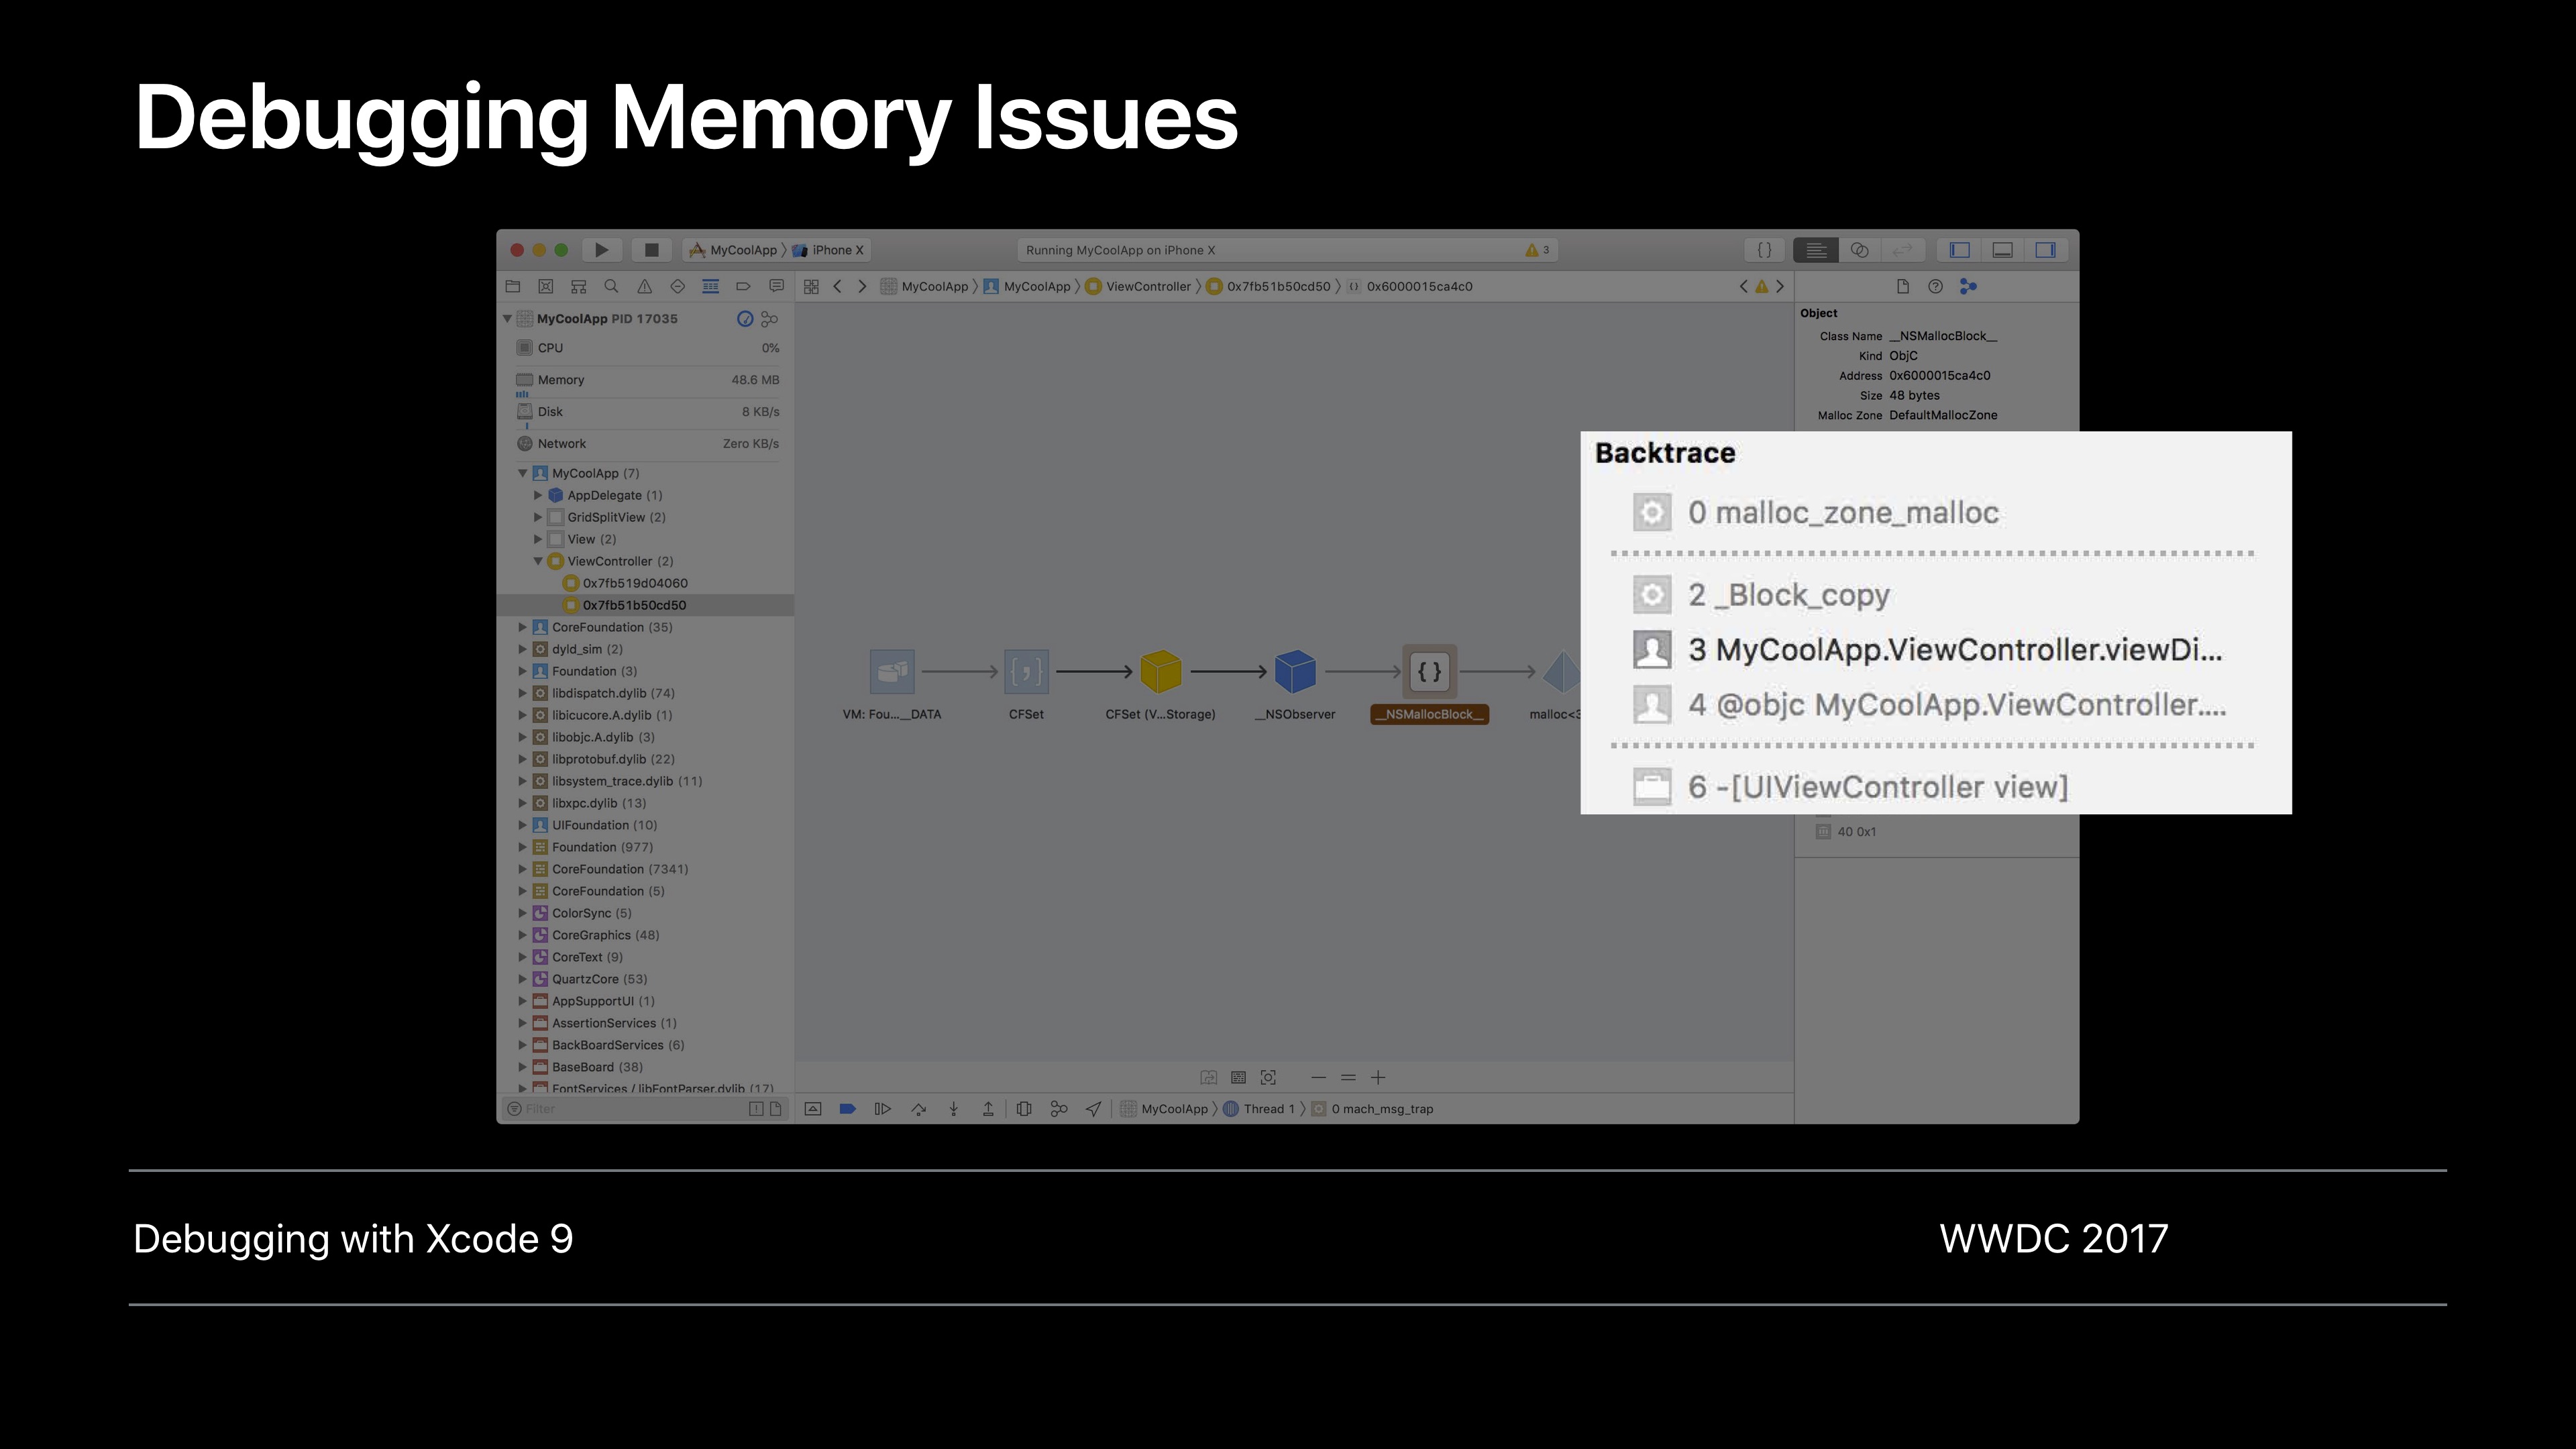 Debugging Memory Issues
MyCoolApp iPhone X
Running MyCoolApp on iPhone X
3
{}
MyCoolApp MyCoolApp ViewController 0x7fb51b50cd50 {} 0x6000015ca4c0
MyCoolApp PID 17035
CPU 0%
Memory 48.6 MB
Disk 8 KB/s
Network Zero KB/s
MyCoolApp (7)
AppDelegate (1)
GridSplitView (2)
View (2)
ViewController (2)
0x7fb519d04060
0x7fb51b50cd50
CoreFoundation (35)
dyld_sim (2)
Foundation (3)
libdispatch.dylib (74)
libicucore.A.dylib (1)
libobjc.A.dylib (3)
libprotobuf.dylib (22)
libsystem_trace.dylib (11)
libxpc.dylib (13)
UIFoundation (10)
Foundation (977)
CoreFoundation (7341)
CoreFoundation (5)
ColorSync (5)
CoreGraphics (48)
CoreText (9)
QuartzCore (53)
AppSupportUI (1)
AssertionServices (1)
BackBoardServices (6)
BaseBoard (38)
FontServices / libFontParser.dylib (17)
Filter
VM: Fou...__DATA
CFSet
CFSet (V...Storage)
__NSObserver
__NSMallocBlock__
malloc<3
MyCoolApp Thread 1 0 mach_msg_trap
Object
Class Name __NSMallocBlock__
Kind ObjC
Address 0x6000015ca4c0
Size 48 bytes
Malloc Zone DefaultMallocZone
Backtrace
0 malloc_zone_malloc
2 _Block_copy
3 MyCoolApp.ViewController.viewDi...
4 @objc MyCoolApp.ViewController....
6 -[UIViewController view]
40 0x1
Debugging with Xcode 9
WWDC 2017